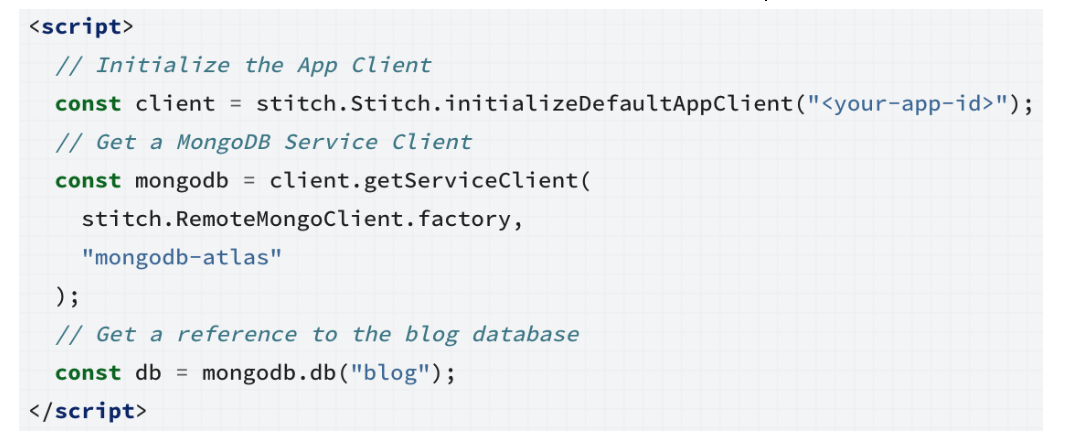 <script>
// Initialize the App Client
const client = stitch.Stitch.initializeDefaultAppClient("<your-app-id>");
// Get a MongoDB Service Client
const mongodb = client.getServiceClient(
stitch.RemoteMongoClient.factory,
"mongodb-atlas"
);
// Get a reference to the blog database
const db = mongodb.db("blog");
</script>